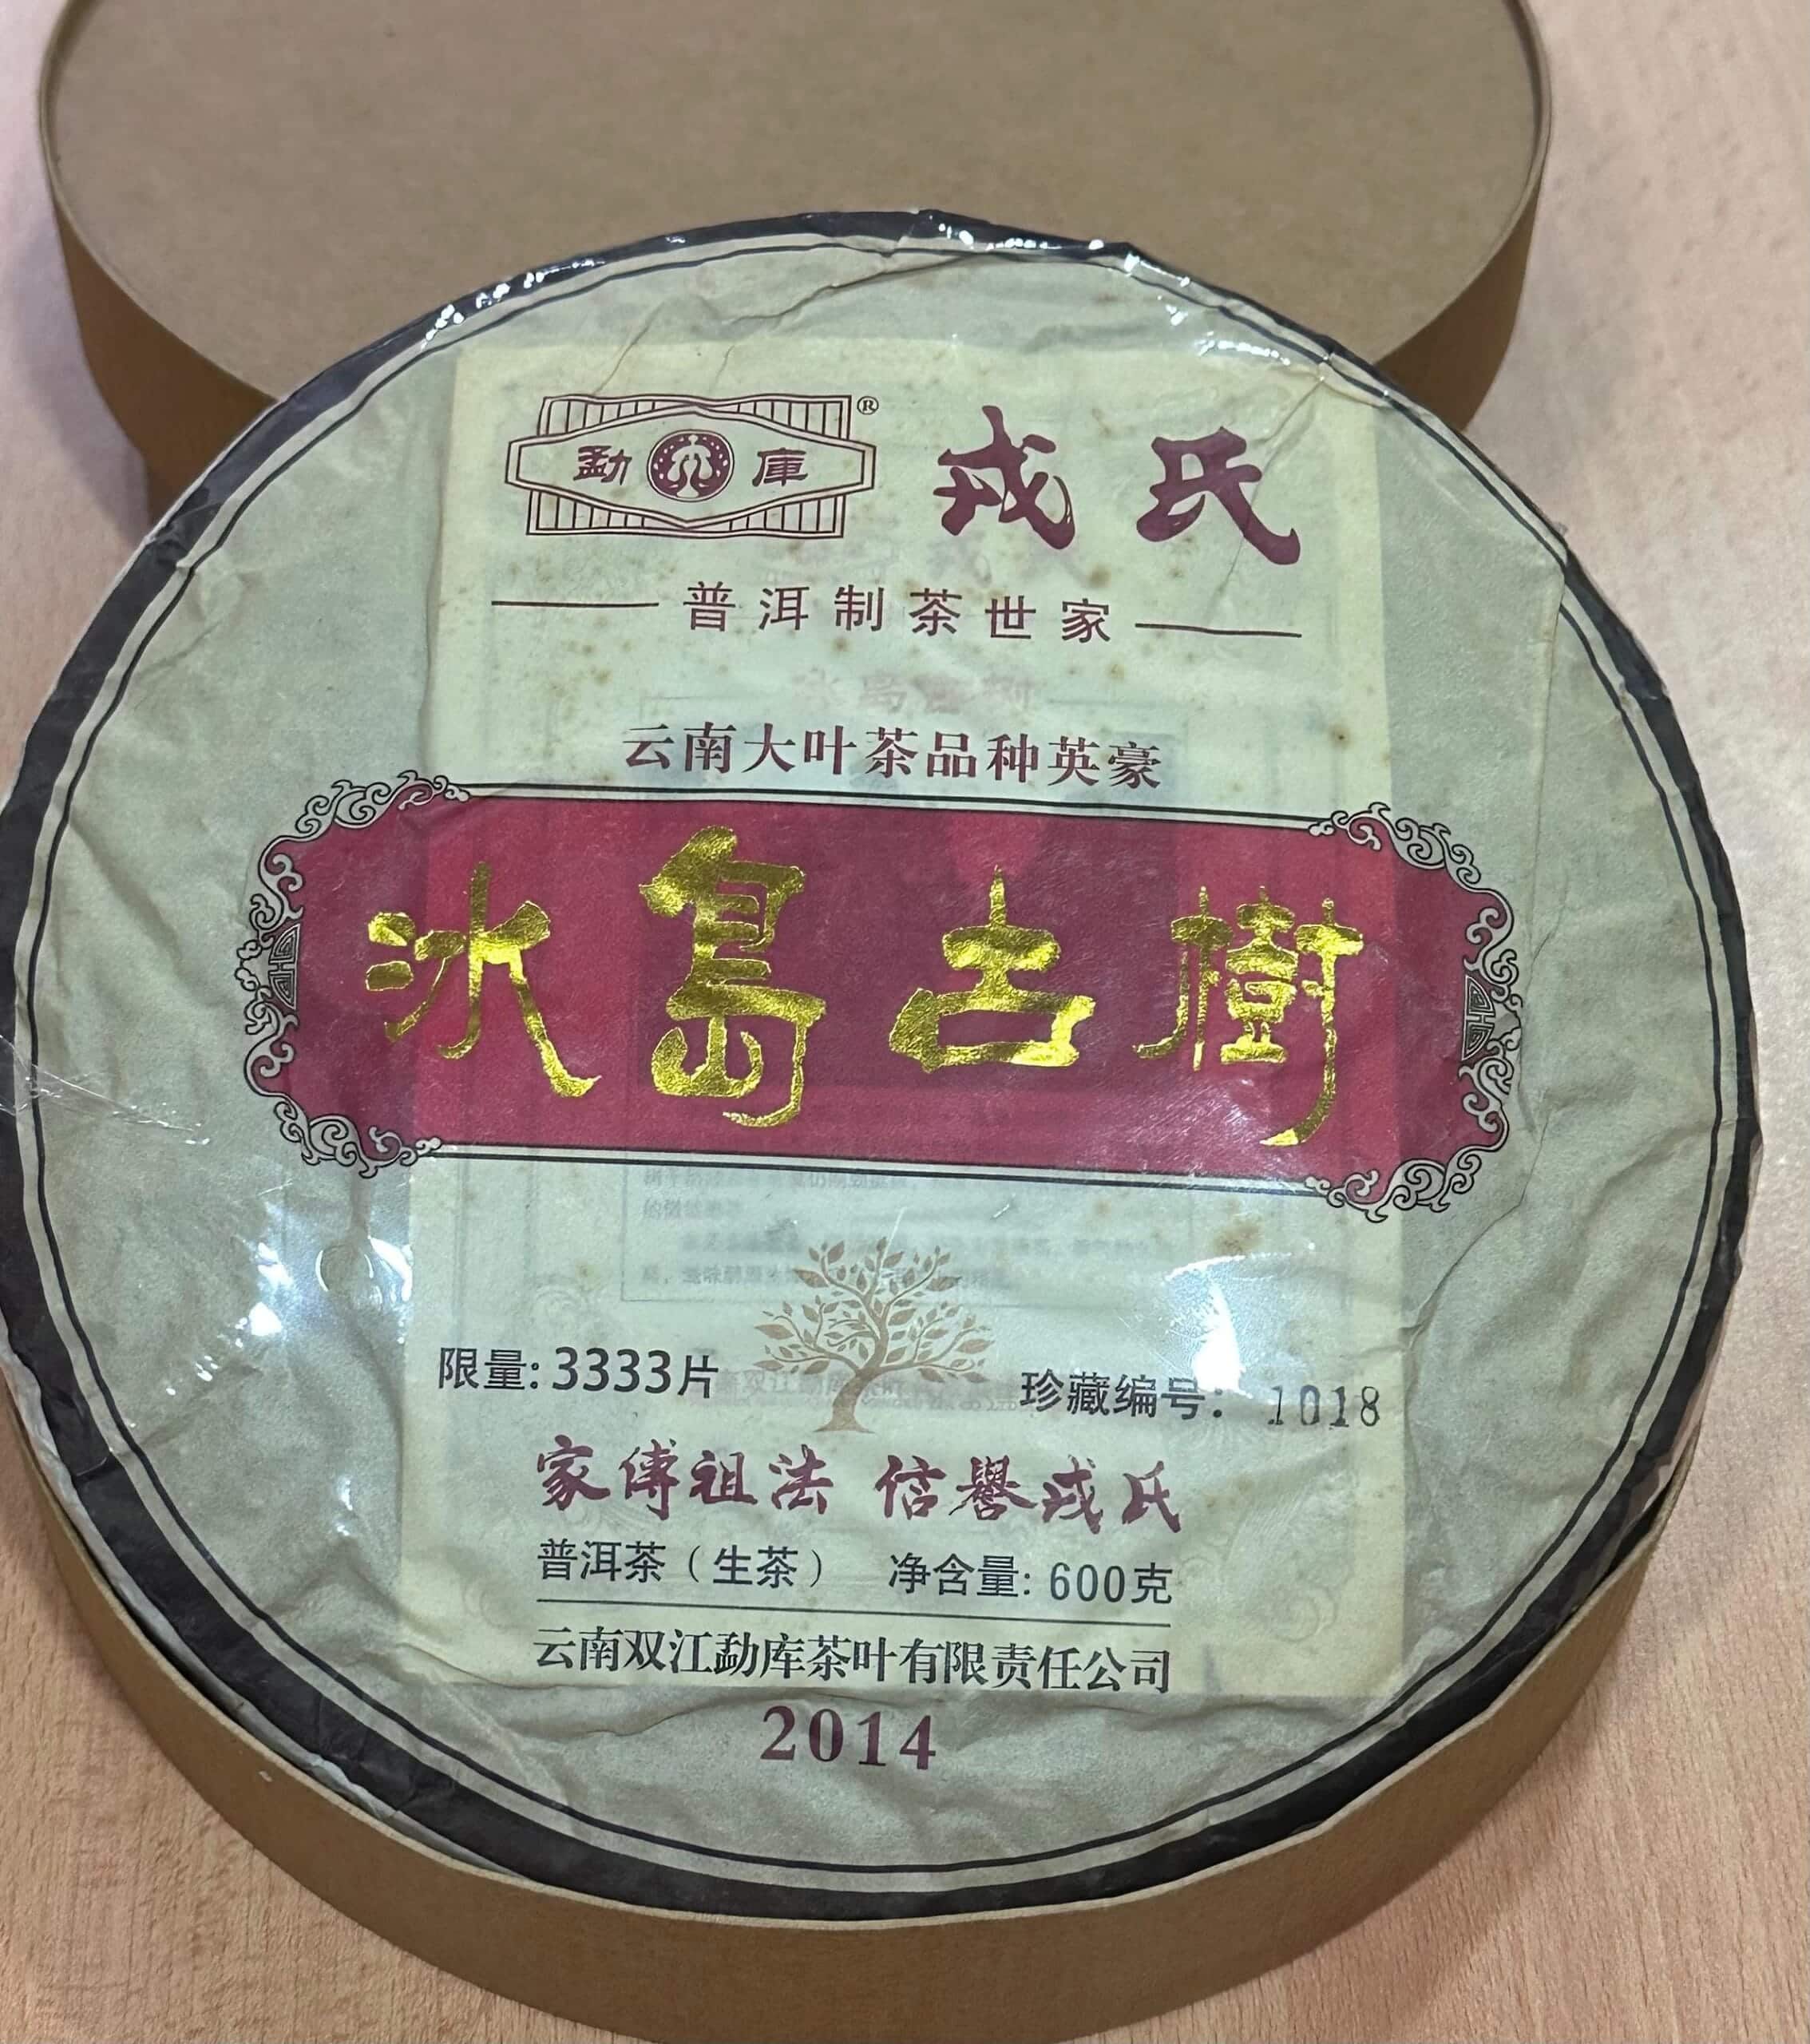 勐庫® 戎氏
普洱制茶世家
云南大叶茶品种英豪
冰島古樹
限量: 3333片 珍藏编号: 1018
家傳祖法 信譽戎氏
普洱茶（生茶） 净含量: 600克
云南双江勐库茶叶有限责任公司
2014